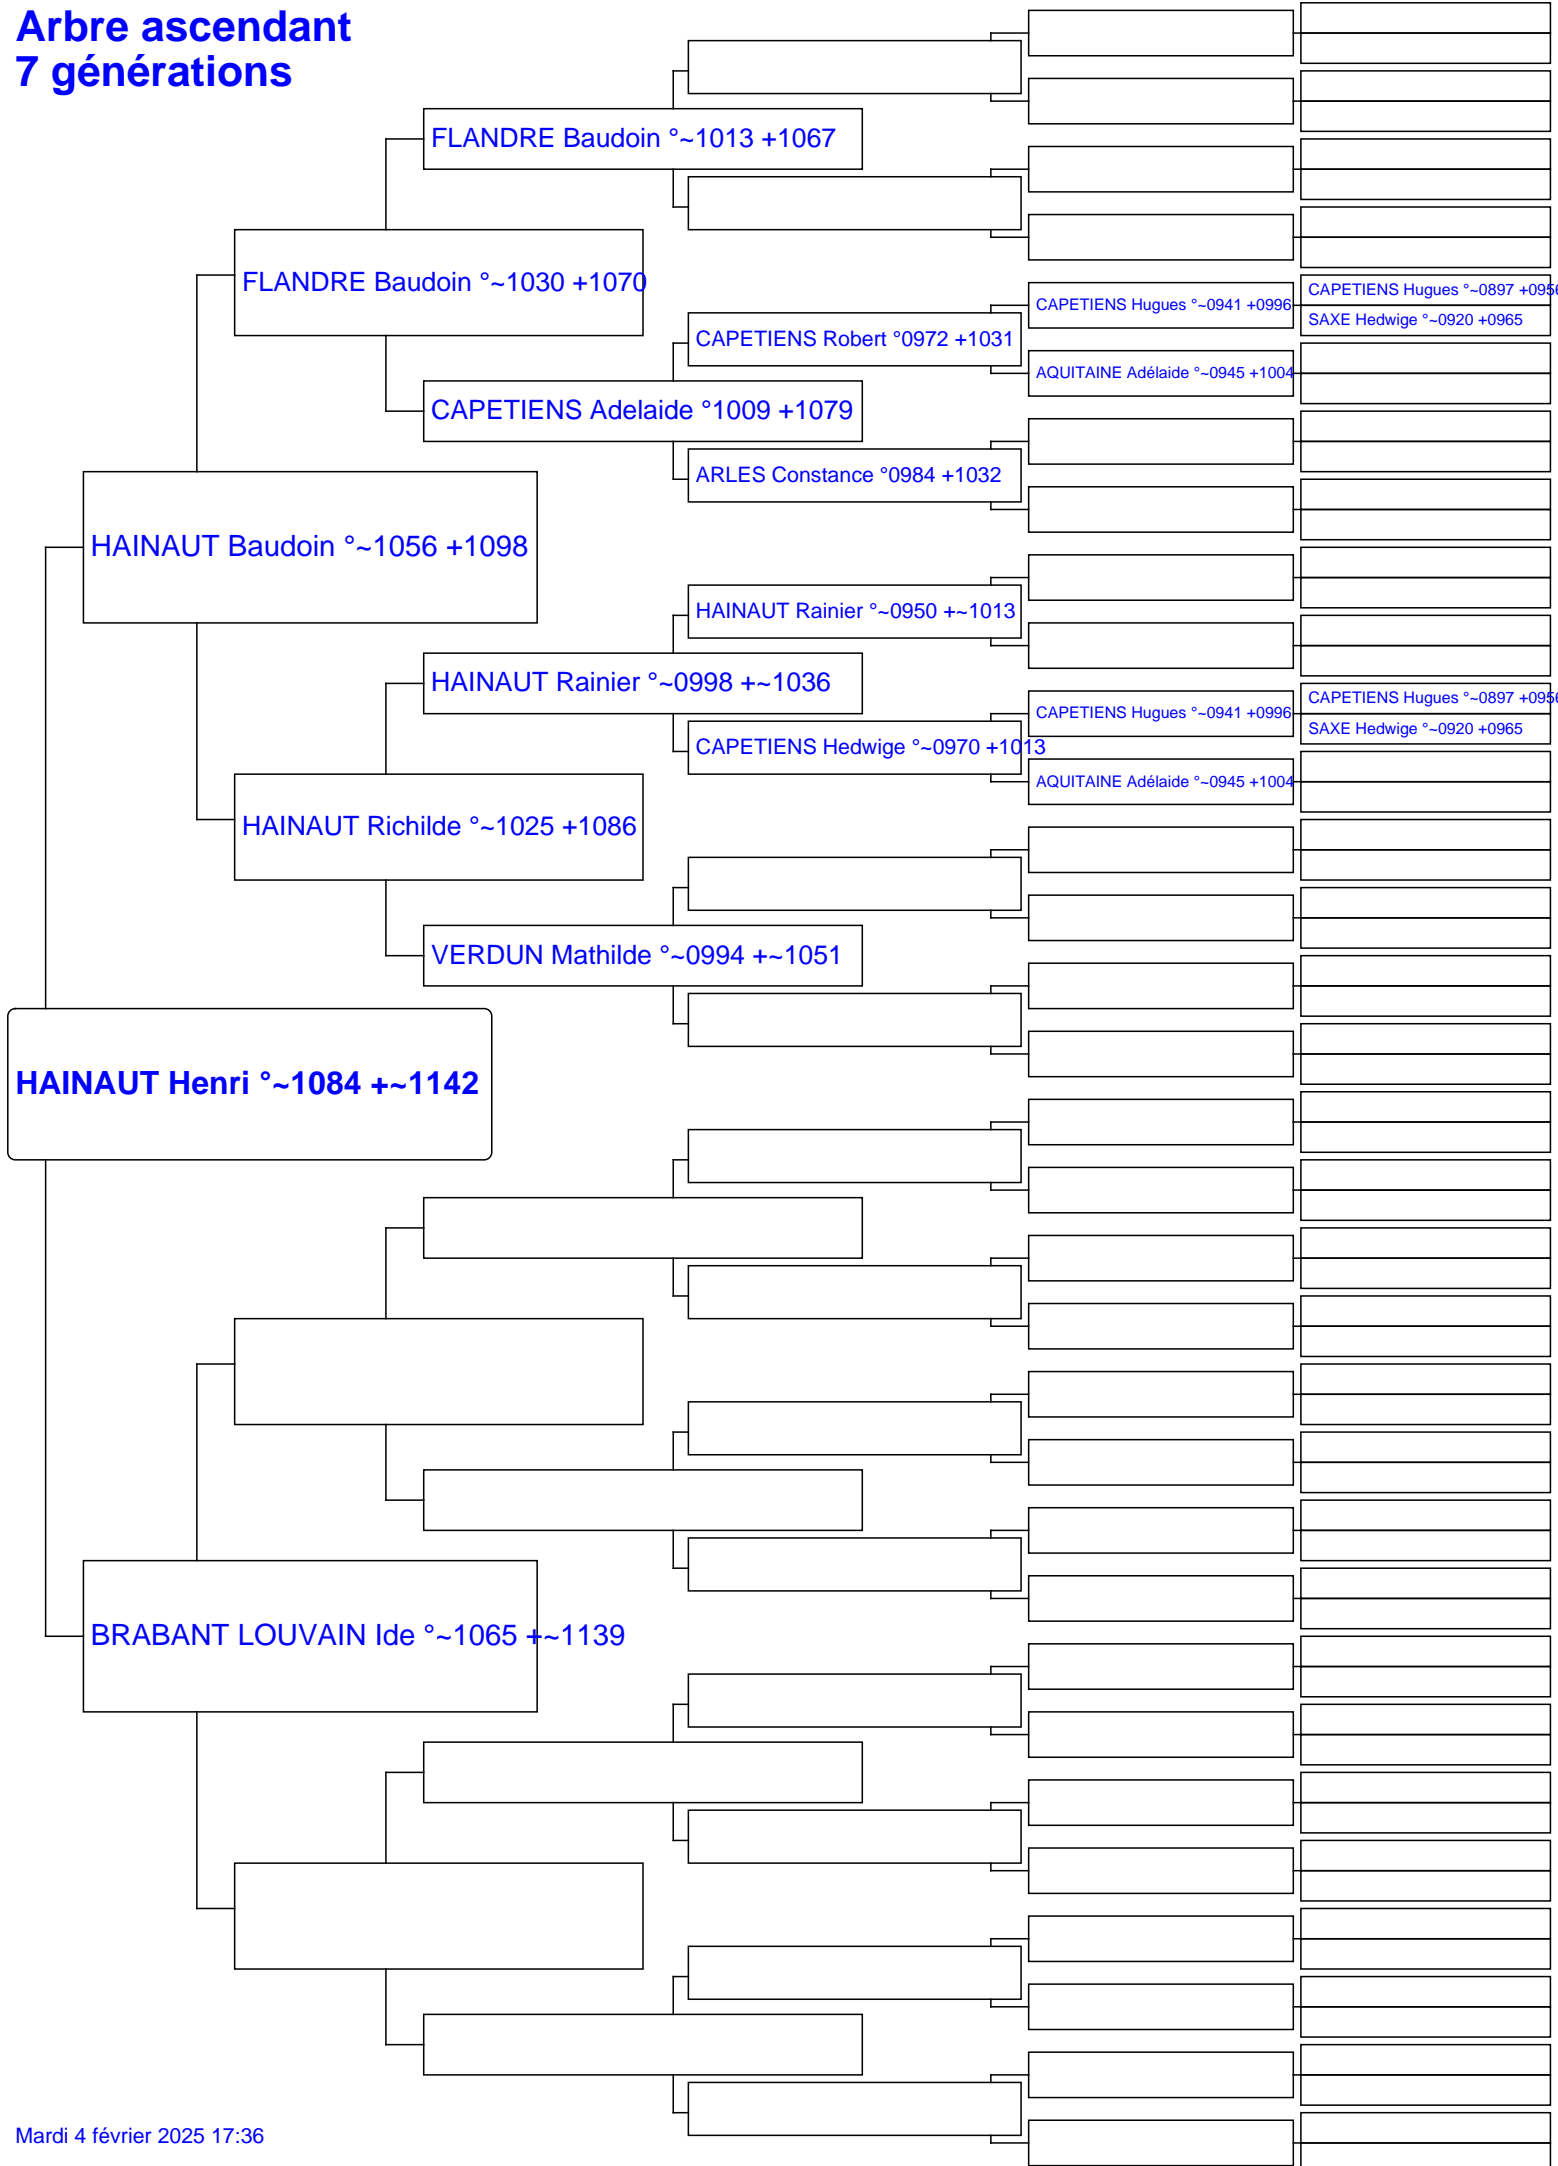 Arbre ascendant
7 générations
FLANDRE Baudoin °~1013 +1067
FLANDRE Baudoin °~1030 +1070
CAPETIENS Hugues °~0897 +0956
CAPETIENS Hugues °~0941 +0996
SAXE Hedwige °~0920 +0965
CAPETIENS Robert °0972 +1031
AQUITAINE Adélaide °~0945 +1004
CAPETIENS Adelaide °1009 +1079
ARLES Constance °0984 +1032
HAINAUT Baudoin °~1056 +1098
HAINAUT Rainier °~0950 +~1013
HAINAUT Rainier °~0998 +~1036
CAPETIENS Hugues °~0897 +0956
CAPETIENS Hugues °~0941 +0996
SAXE Hedwige °~0920 +0965
CAPETIENS Hedwige °~0970 +1013
AQUITAINE Adélaide °~0945 +1004
HAINAUT Richilde °~1025 +1086
VERDUN Mathilde °~0994 +~1051
HAINAUT Henri °~1084 +~1142
BRABANT LOUVAIN Ide °~1065 +~1139
Mardi 4 février 2025 17:36